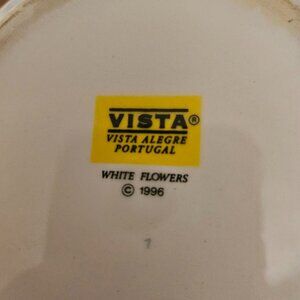 VISTA®
VISTA ALEGRE
PORTUGAL
WHITE FLOWERS
© 1996